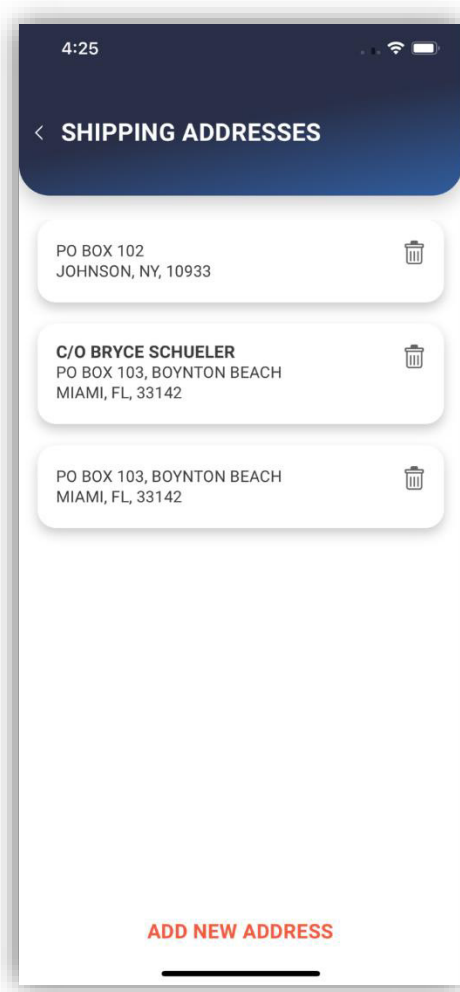 4:25
SHIPPING ADDRESSES
PO BOX 102
JOHNSON, NY, 10933
C/O BRYCE SCHUELER
PO BOX 103, BOYNTON BEACH
MIAMI, FL, 33142
PO BOX 103, BOYNTON BEACH
MIAMI, FL, 33142
ADD NEW ADDRESS